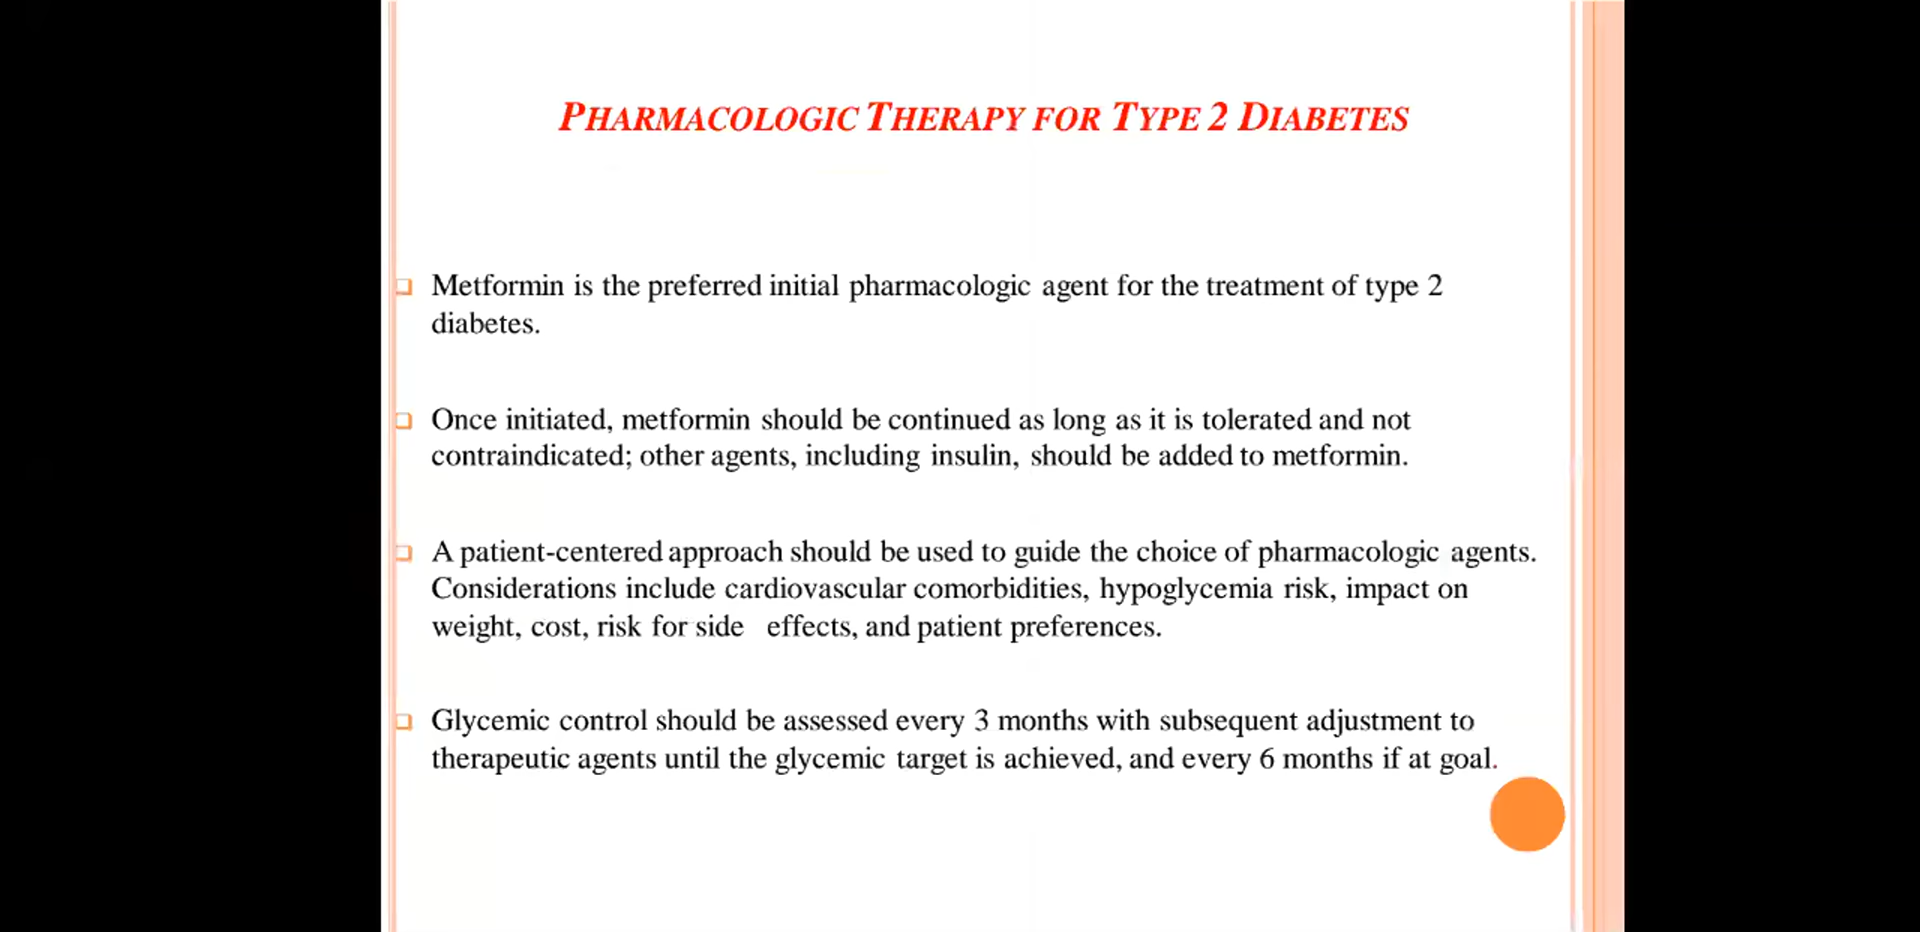 PHARMACOLOGIC THERAPY FOR TYPE 2 DIABETES
Metformin is the preferred initial pharmacologic agent for the treatment of type 2
diabetes.
Once initiated, metformin should be continued as long as it is tolerated and not
contraindicated; other agents, including insulin, should be added to metformin.
A patient-centered approach should be used to guide the choice of pharmacologic agents.
Considerations include cardiovascular comorbidities, hypoglycemia risk, impact on
weight, cost, risk for side effects, and patient preferences.
Glycemic control should be assessed every 3 months with subsequent adjustment to
therapeutic agents until the glycemic target is achieved, and every 6 months if at goal.